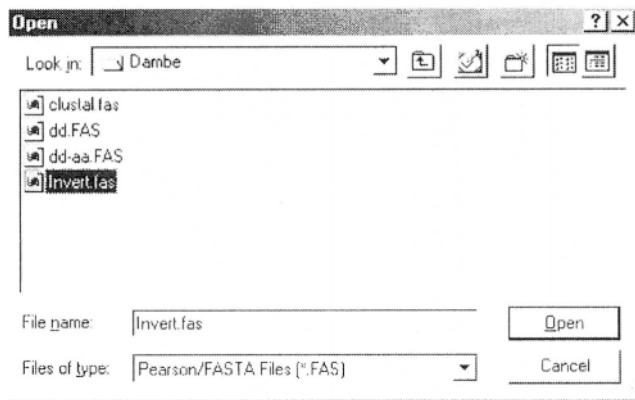 Open
Look in: Dambe
clustal.fas
dd.FAS
dd-aa.FAS
Invert.fas
File name: Invert.fas Open
Files of type: Pearson/FASTA Files (*.FAS) Cancel